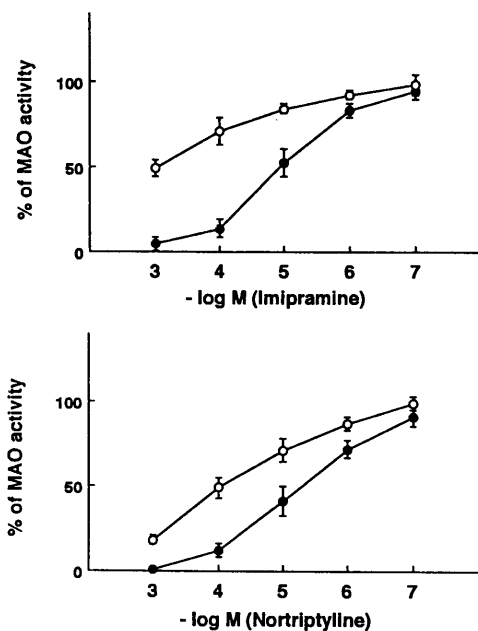 % of MAO activity
100
50
0
3 4 5 6 7
- log M (Imipramine)
% of MAO activity
100
50
0
3 4 5 6 7
- log M (Nortriptyline)